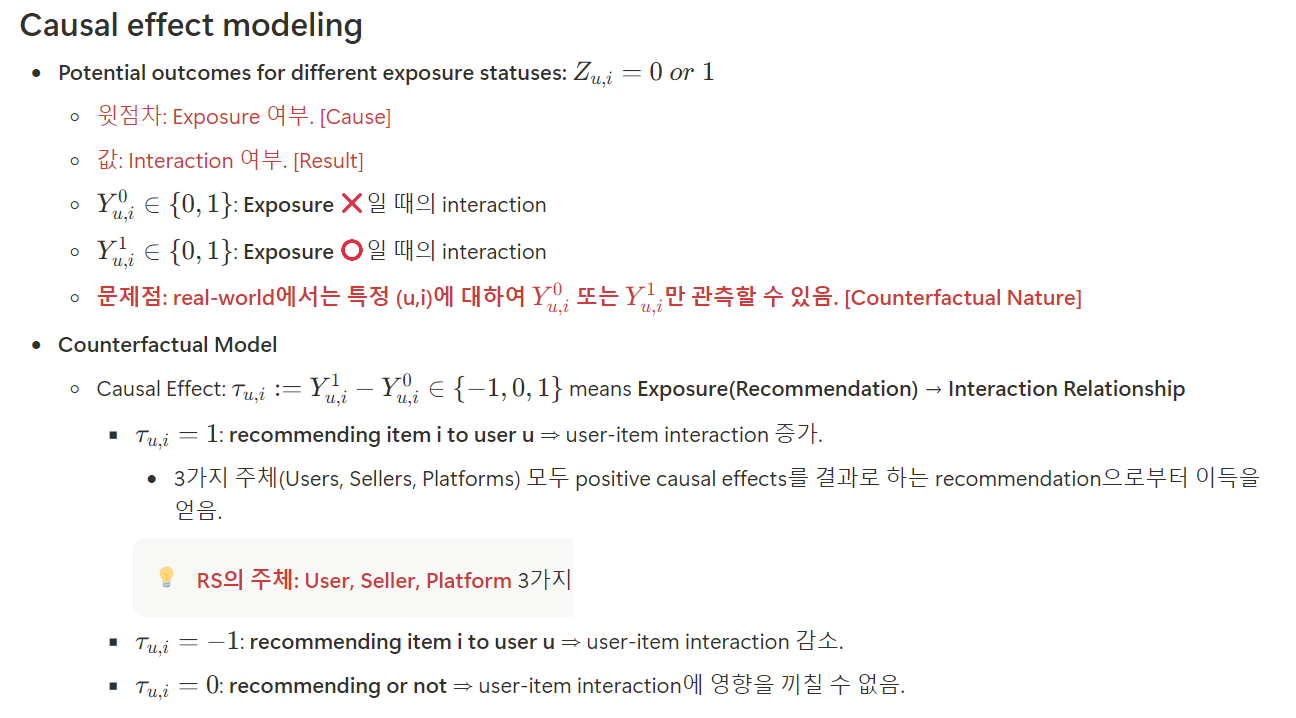 Causal effect modeling
• Potential outcomes for different exposure statuses: Z_{u,i} = 0 or 1
◦ 윗점차: Exposure 여부. [Cause]
◦ 값: Interaction 여부. [Result]
◦ Y^0_{u,i} ∈ {0, 1}: Exposure ❌일 때의 interaction
◦ Y^1_{u,i} ∈ {0, 1}: Exposure ⭕일 때의 interaction
◦ 문제점: real-world에서는 특정 (u,i)에 대하여 Y^0_{u,i} 또는 Y^1_{u,i}만 관측할 수 있음. [Counterfactual Nature]
• Counterfactual Model
◦ Causal Effect: τ_{u,i} := Y^1_{u,i} − Y^0_{u,i} ∈ {−1, 0, 1} means Exposure(Recommendation) → Interaction Relationship
▪ τ_{u,i} = 1: recommending item i to user u ⇒ user-item interaction 증가.
• 3가지 주체(Users, Sellers, Platforms) 모두 positive causal effects를 결과로 하는 recommendation으로부터 이득을
얻음.
💡 RS의 주체: User, Seller, Platform 3가지
▪ τ_{u,i} = −1: recommending item i to user u ⇒ user-item interaction 감소.
▪ τ_{u,i} = 0: recommending or not ⇒ user-item interaction에 영향을 끼칠 수 없음.